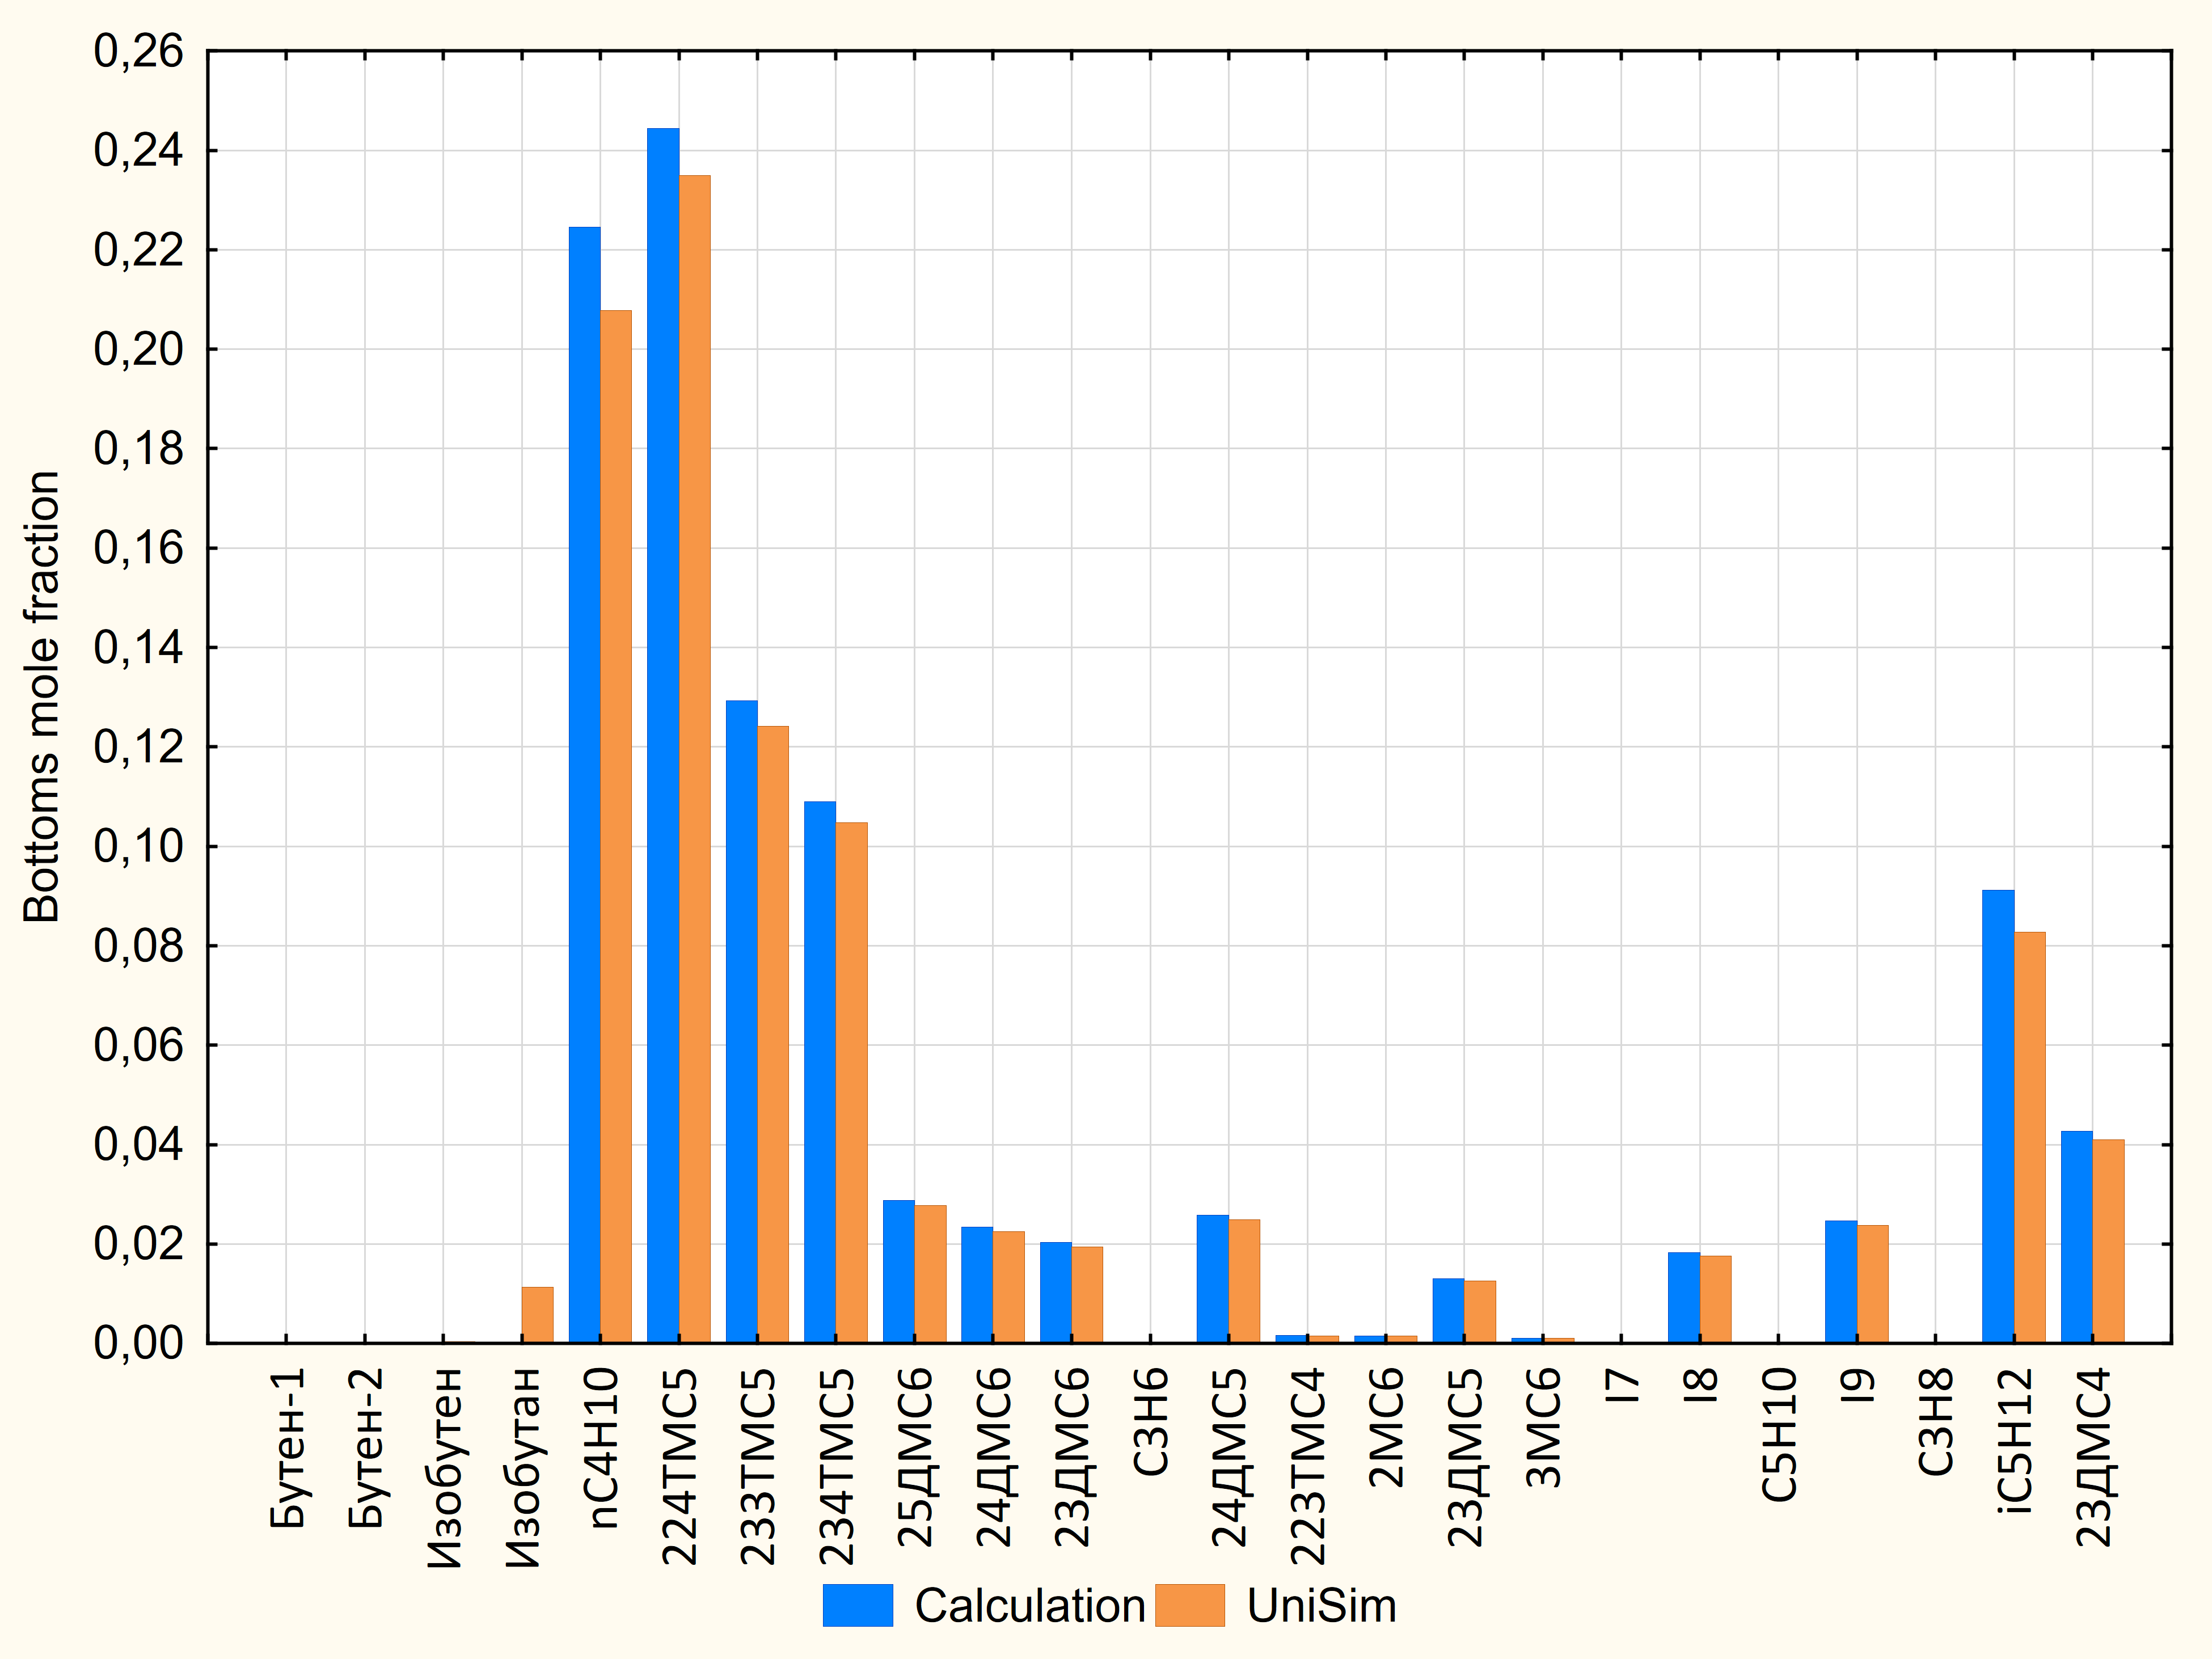 Bottoms mole fraction
0,26
0,24
0,22
0,20
0,18
0,16
0,14
0,12
0,10
0,08
0,06
0,04
0,02
0,00
Бутен-1
Бутен-2
Изобутен
Изобутан
nC4H10
224ТМС5
233ТМС5
234ТМС5
25ДМС6
24ДМС6
23ДМС6
C3H6
24ДМС5
223ТМС4
2МС6
23ДМС5
3МС6
I7
I8
C5H10
I9
C3H8
iC5H12
23ДМС4
Calculation UniSim